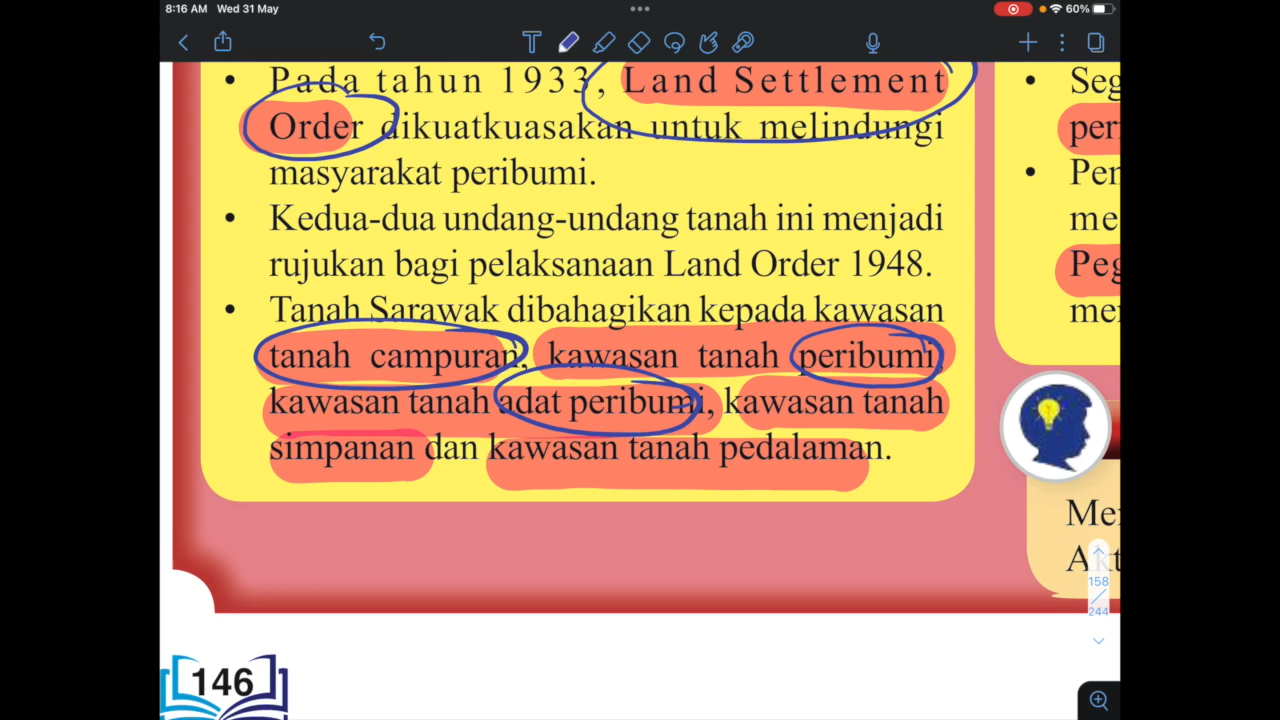 8:16 AM Wed 31 May
60%
• Pada tahun 1933, Land Settlement
Order dikuatkuasakan untuk melindungi
masyarakat peribumi.
• Kedua-dua undang-undang tanah ini menjadi
rujukan bagi pelaksanaan Land Order 1948.
• Tanah Sarawak dibahagikan kepada kawasan
tanah campuran, kawasan tanah peribumi,
kawasan tanah adat peribumi, kawasan tanah
simpanan dan kawasan tanah pedalaman.
• Seg
per
• Pen
me
Peg
me
Me
Akt
158
244
146